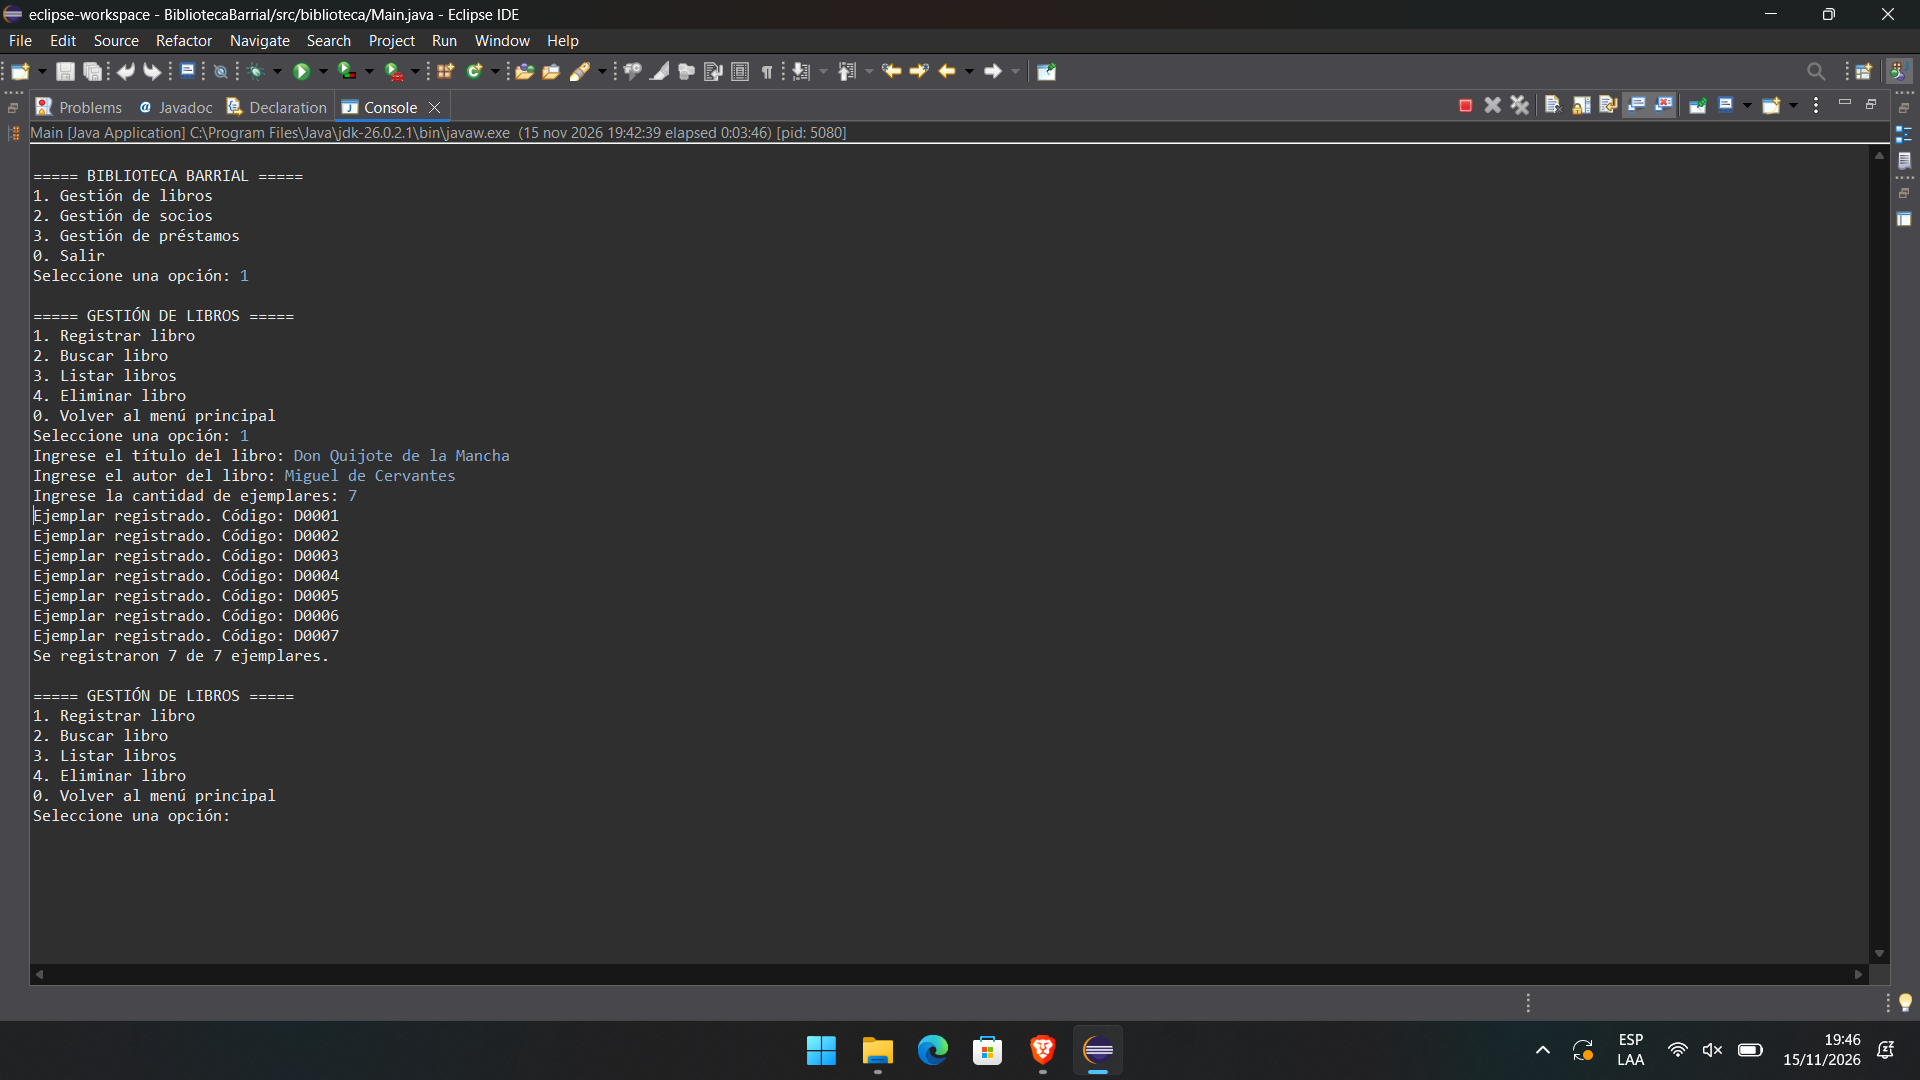 eclipse-workspace - BibliotecaBarrial/src/biblioteca/Main.java - Eclipse IDE
File Edit Source Refactor Navigate Search Project Run Window Help
Problems Javadoc Declaration Console
Main [Java Application] C:\Program Files\Java\jdk-26.0.2.1\bin\javaw.exe (15 nov 2026 19:42:39 elapsed 0:03:46) [pid: 5080]
===== BIBLIOTECA BARRIAL =====
1. Gestión de libros
2. Gestión de socios
3. Gestión de préstamos
0. Salir
Seleccione una opción: 1
===== GESTIÓN DE LIBROS =====
1. Registrar libro
2. Buscar libro
3. Listar libros
4. Eliminar libro
0. Volver al menú principal
Seleccione una opción: 1
Ingrese el título del libro: Don Quijote de la Mancha
Ingrese el autor del libro: Miguel de Cervantes
Ingrese la cantidad de ejemplares: 7
Ejemplar registrado. Código: D0001
Ejemplar registrado. Código: D0002
Ejemplar registrado. Código: D0003
Ejemplar registrado. Código: D0004
Ejemplar registrado. Código: D0005
Ejemplar registrado. Código: D0006
Ejemplar registrado. Código: D0007
Se registraron 7 de 7 ejemplares.
===== GESTIÓN DE LIBROS =====
1. Registrar libro
2. Buscar libro
3. Listar libros
4. Eliminar libro
0. Volver al menú principal
Seleccione una opción:
ESP
LAA
19:46
15/11/2026